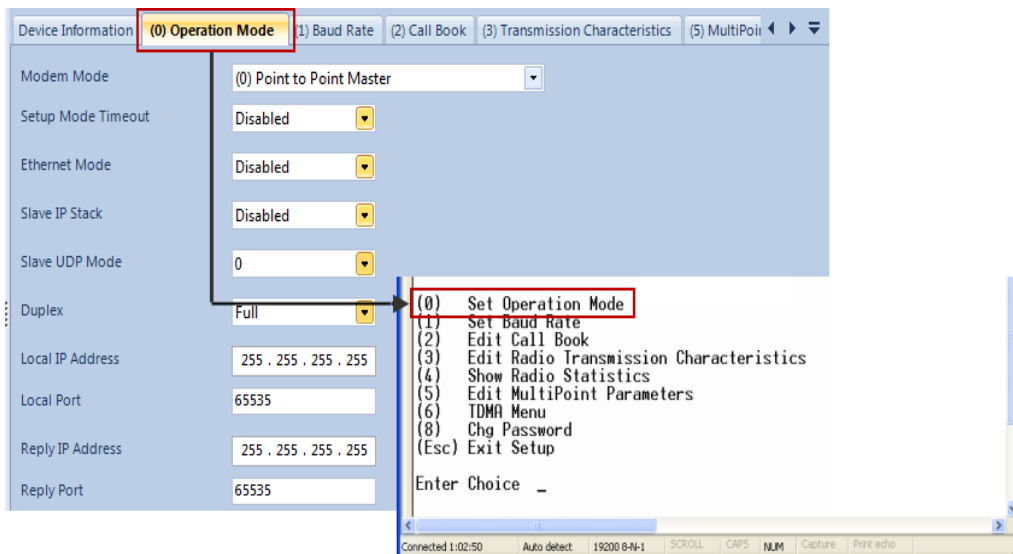 Device Information (0) Operation Mode (1) Baud Rate (2) Call Book (3) Transmission Characteristics (5) MultiPoi
Modem Mode (0) Point to Point Master
Setup Mode Timeout Disabled
Ethernet Mode Disabled
Slave IP Stack Disabled
Slave UDP Mode 0
Duplex Full
Local IP Address 255 . 255 . 255 . 255
Local Port 65535
Reply IP Address 255 . 255 . 255 . 255
Reply Port 65535
(0) Set Operation Mode
(1) Set Baud Rate
(2) Edit Call Book
(3) Edit Radio Transmission Characteristics
(4) Show Radio Statistics
(5) Edit MultiPoint Parameters
(6) TDMA Menu
(8) Chg Password
(Esc) Exit Setup
Enter Choice _
Connected 1:02:50 Auto detect 19200 8-N-1 SCROLL CAPS NUM Capture Print echo